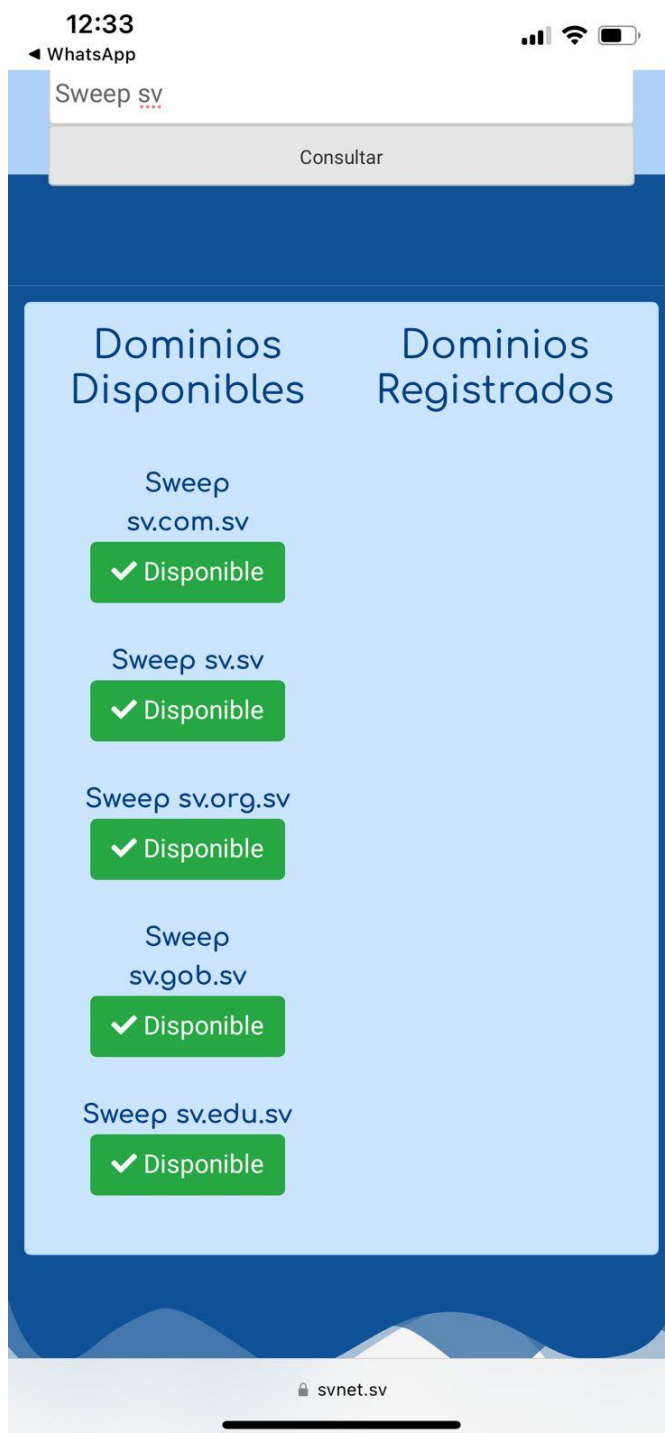 12:33
◀ WhatsApp
Sweep sv
Consultar
Dominios
Disponibles
Sweep
sv.com.sv
✓ Disponible
Sweep sv.sv
✓ Disponible
Sweep sv.org.sv
✓ Disponible
Sweep
sv.gob.sv
✓ Disponible
Sweep sv.edu.sv
✓ Disponible
Dominios
Registrados
svnet.sv